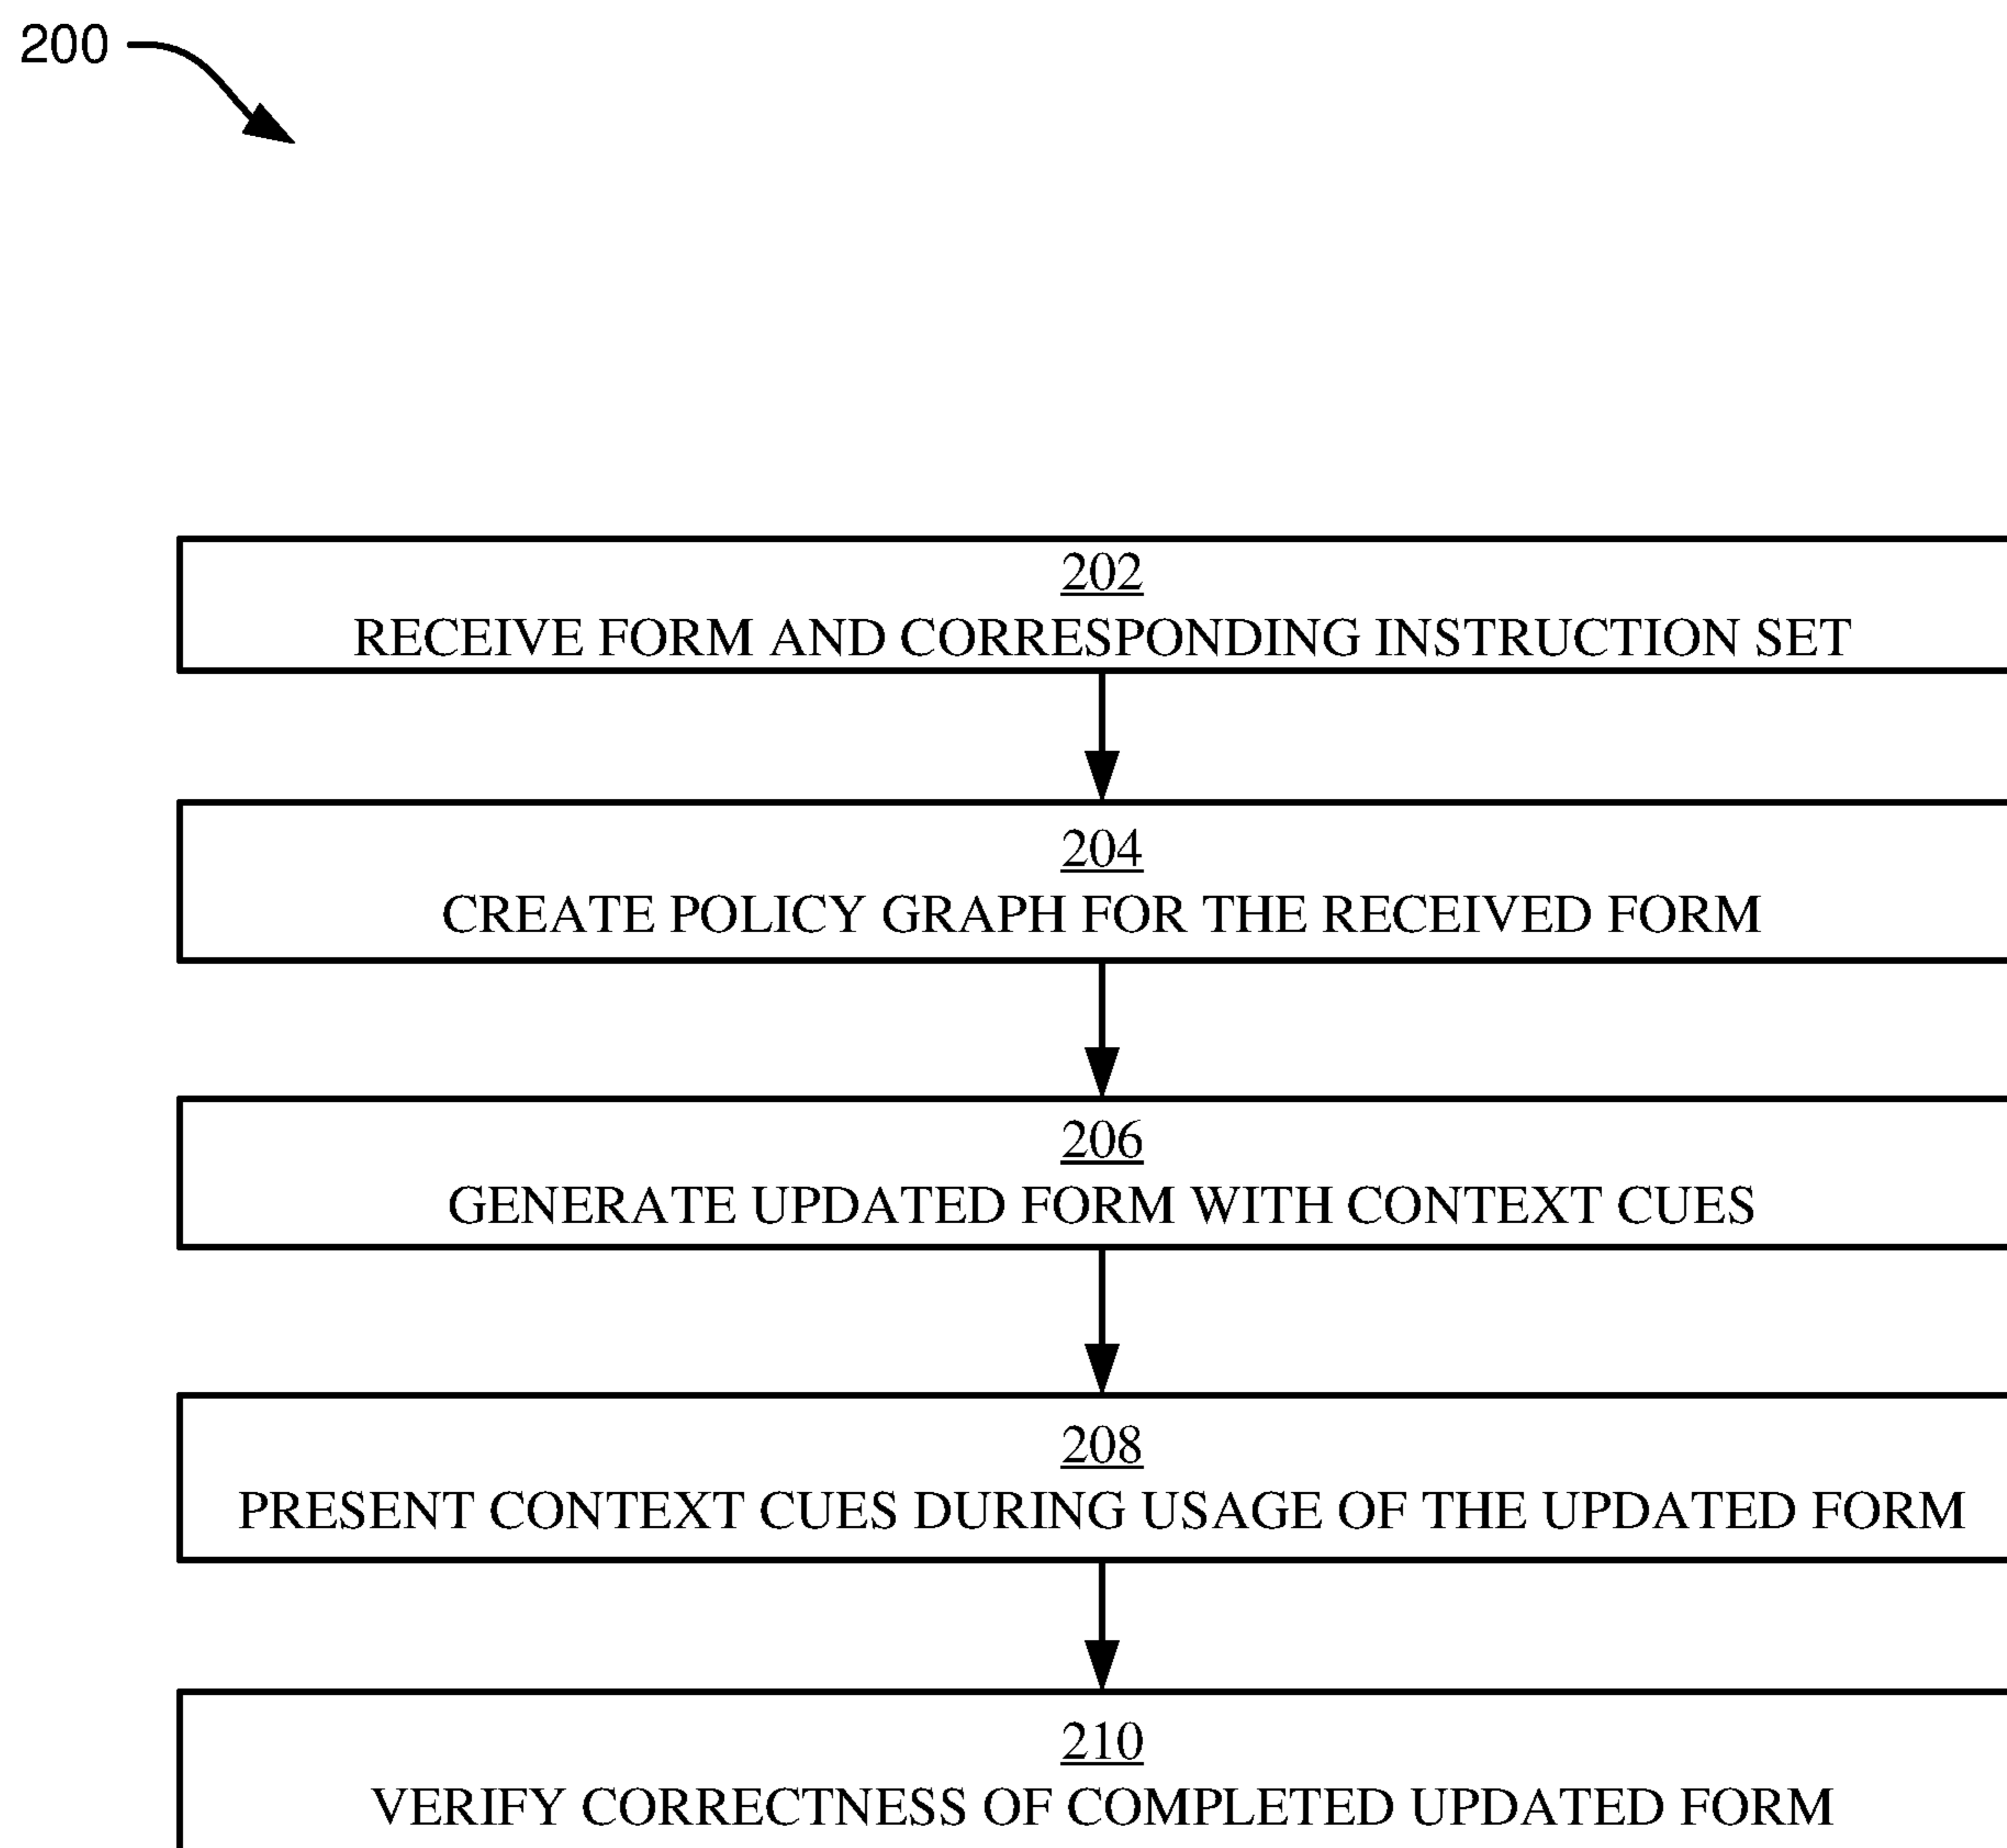 200
202
RECEIVE FORM AND CORRESPONDING INSTRUCTION SET
204
CREATE POLICY GRAPH FOR THE RECEIVED FORM
206
GENERATE UPDATED FORM WITH CONTEXT CUES
208
PRESENT CONTEXT CUES DURING USAGE OF THE UPDATED FORM
210
VERIFY CORRECTNESS OF COMPLETED UPDATED FORM